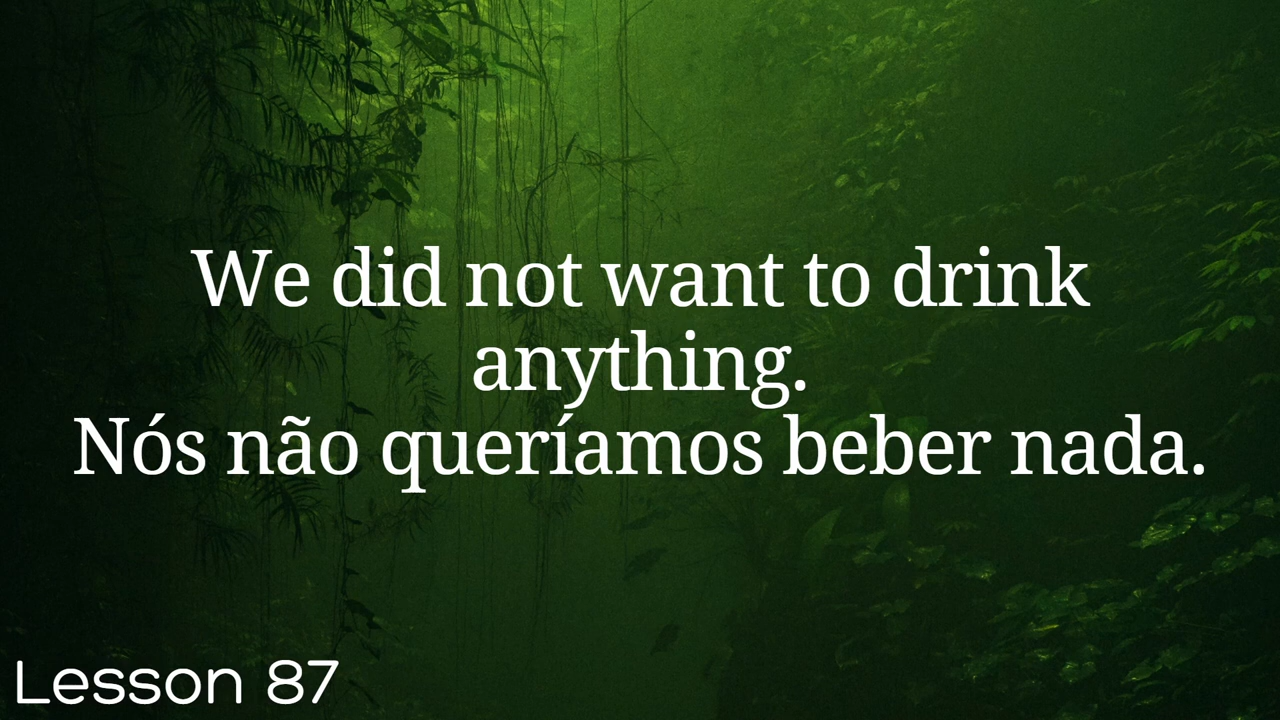 We did not want to drink
anything.
Nós não queríamos beber nada.
Lesson 87